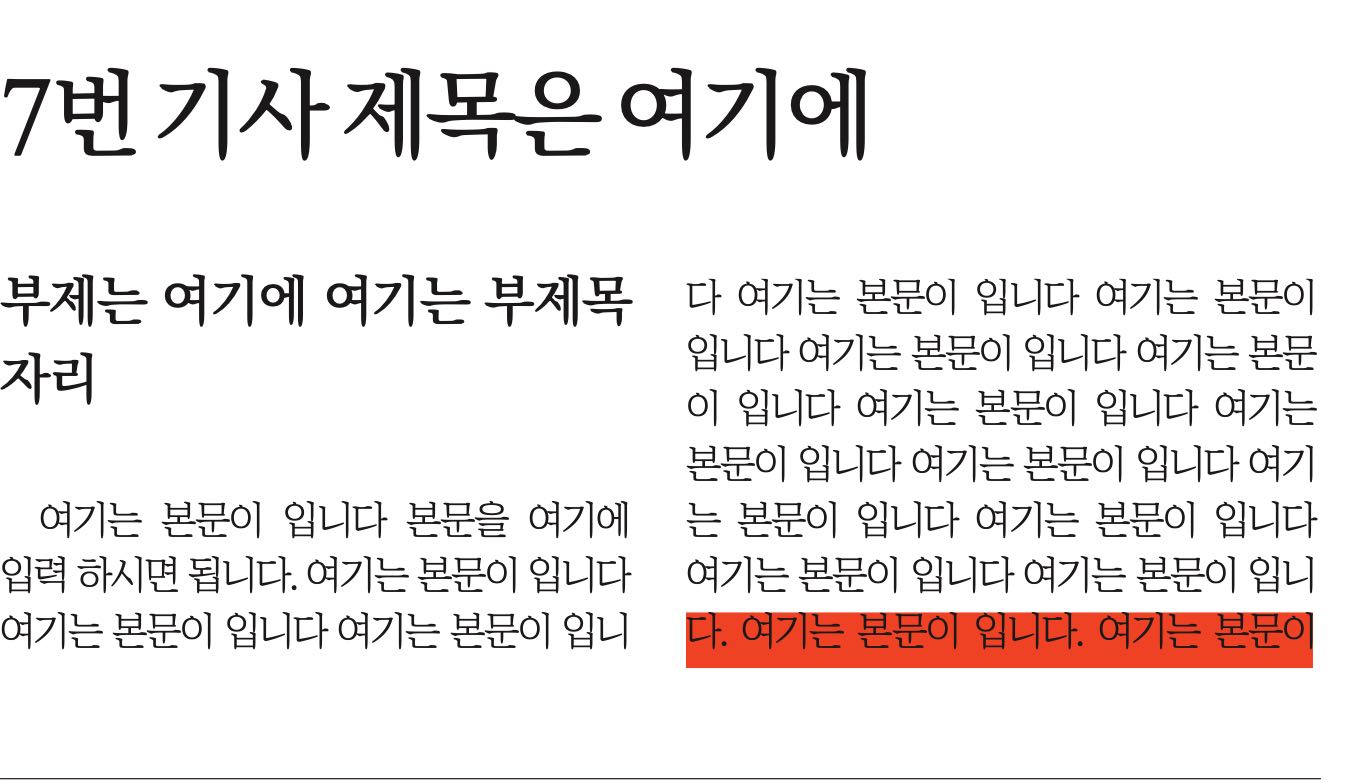 7번 기사 제목은 여기에
부제는 여기에 여기는 부제목
자리
여기는 본문이 입니다 본문을 여기에
입력 하시면 됩니다. 여기는 본문이 입니다
여기는 본문이 입니다 여기는 본문이 입니
다 여기는 본문이 입니다 여기는 본문이
입니다 여기는 본문이 입니다 여기는 본문
이 입니다 여기는 본문이 입니다 여기는
본문이 입니다 여기는 본문이 입니다 여기
는 본문이 입니다 여기는 본문이 입니다
여기는 본문이 입니다 여기는 본문이 입니
다. 여기는 본문이 입니다. 여기는 본문이